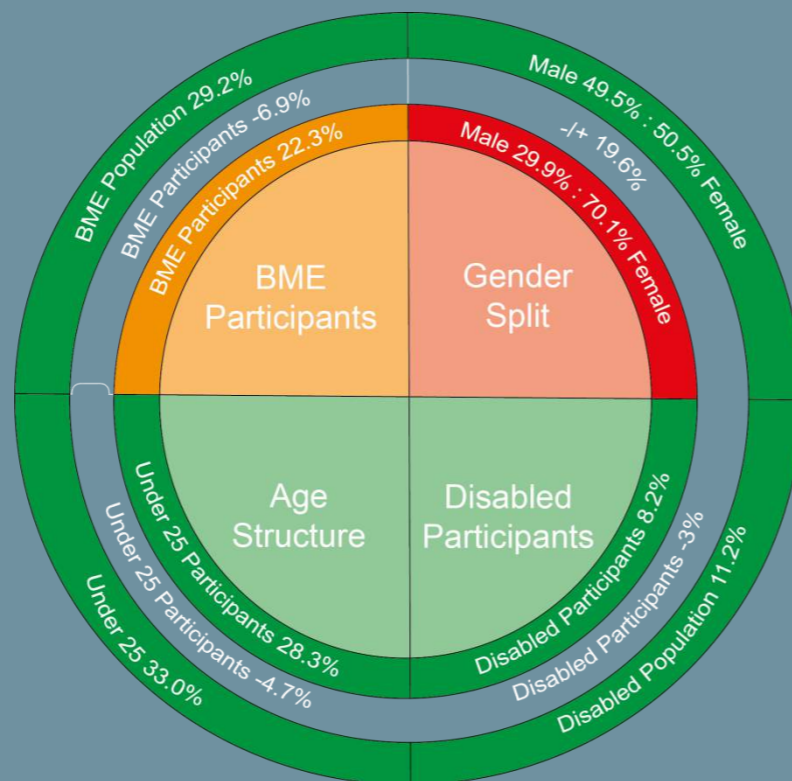 BME Population 29.2%
BME Participants -6.9%
BME Participants 22.3%
BME
Participants
Male 49.5% : 50.5% Female
-/+ 19.6%
Male 29.9% : 70.1% Female
Gender
Split
Age
Structure
Under 25 Participants 28.3%
Under 25 Participants -4.7%
Under 25 33.0%
Disabled
Participants
Disabled Participants 8.2%
Disabled Participants -3%
Disabled Population 11.2%